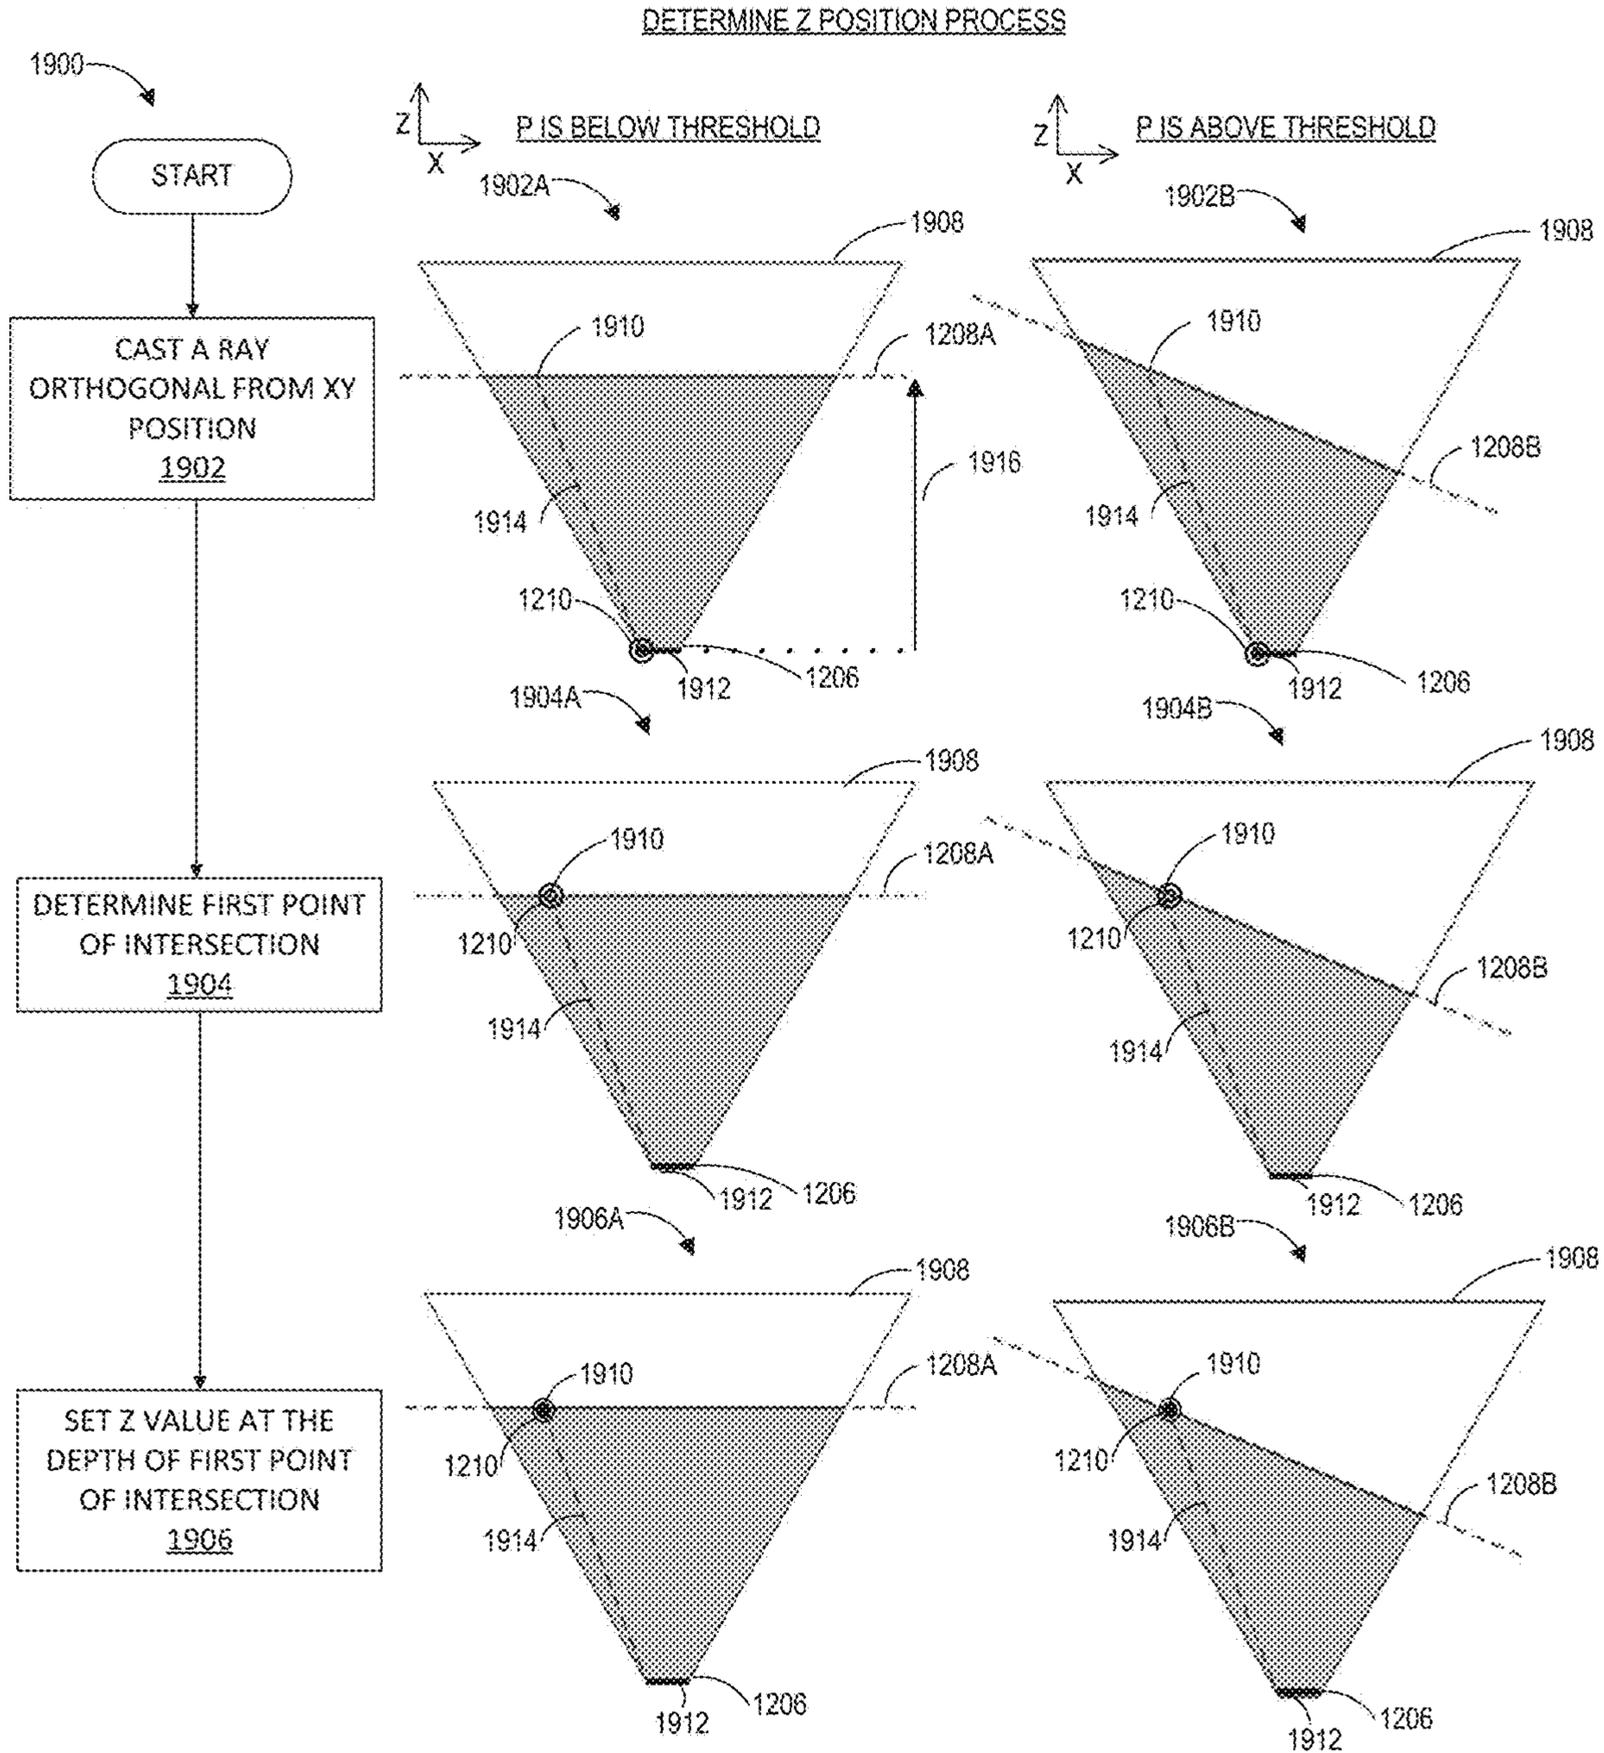 DETERMINE Z POSITION PROCESS
1900
START
CAST A RAY
ORTHOGONAL FROM XY
POSITION
1902
DETERMINE FIRST POINT
OF INTERSECTION
1904
SET Z VALUE AT THE
DEPTH OF FIRST POINT
OF INTERSECTION
1906
Z
X
P IS BELOW THRESHOLD
1902A
1908
1910
1208A
1916
1914
1210
1912
1206
1904A
1908
1910
1208A
1210
1914
1912
1206
1906A
1908
1910
1208A
1210
1914
1206
1912
Z
X
P IS ABOVE THRESHOLD
1902B
1908
1910
1208B
1914
1210
1912
1206
1904B
1908
1910
1210
1208B
1914
1912
1206
1906B
1908
1910
1210
1208B
1914
1206
1912